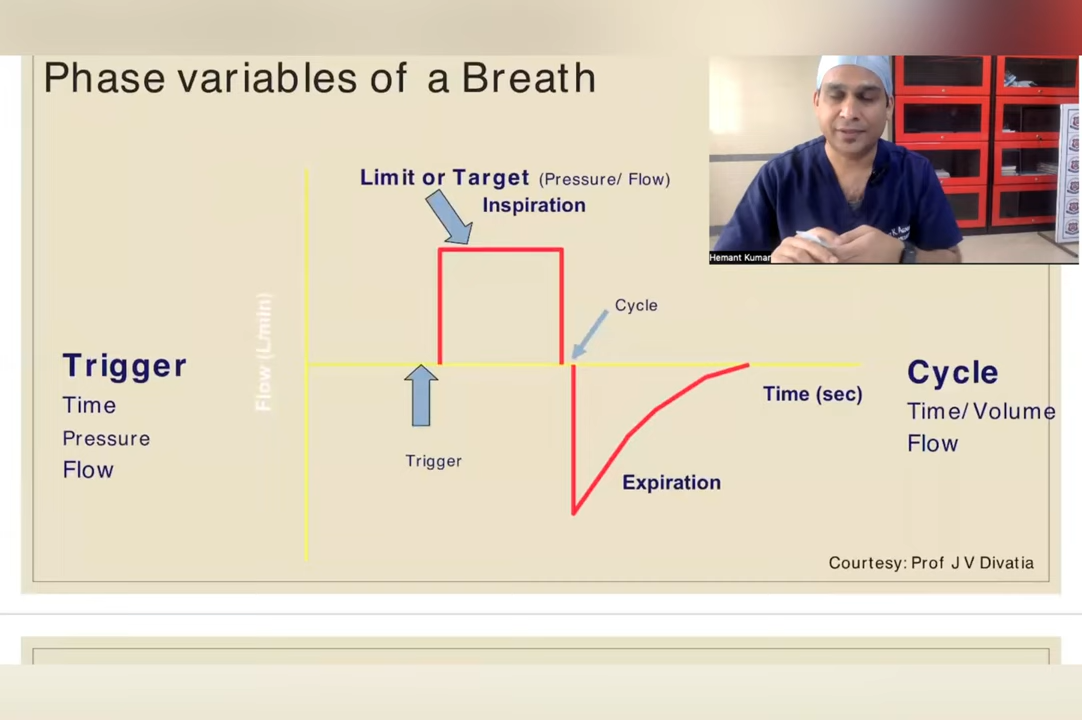 Phase variables of a Breath
Limit or Target (Pressure/ Flow)
Inspiration
Hemant Kumar
Cycle
Flow (L/min)
Trigger
Time
Pressure
Flow
Trigger
Time (sec)
Expiration
Cycle
Time/ Volume
Flow
Courtesy: Prof J V Divatia